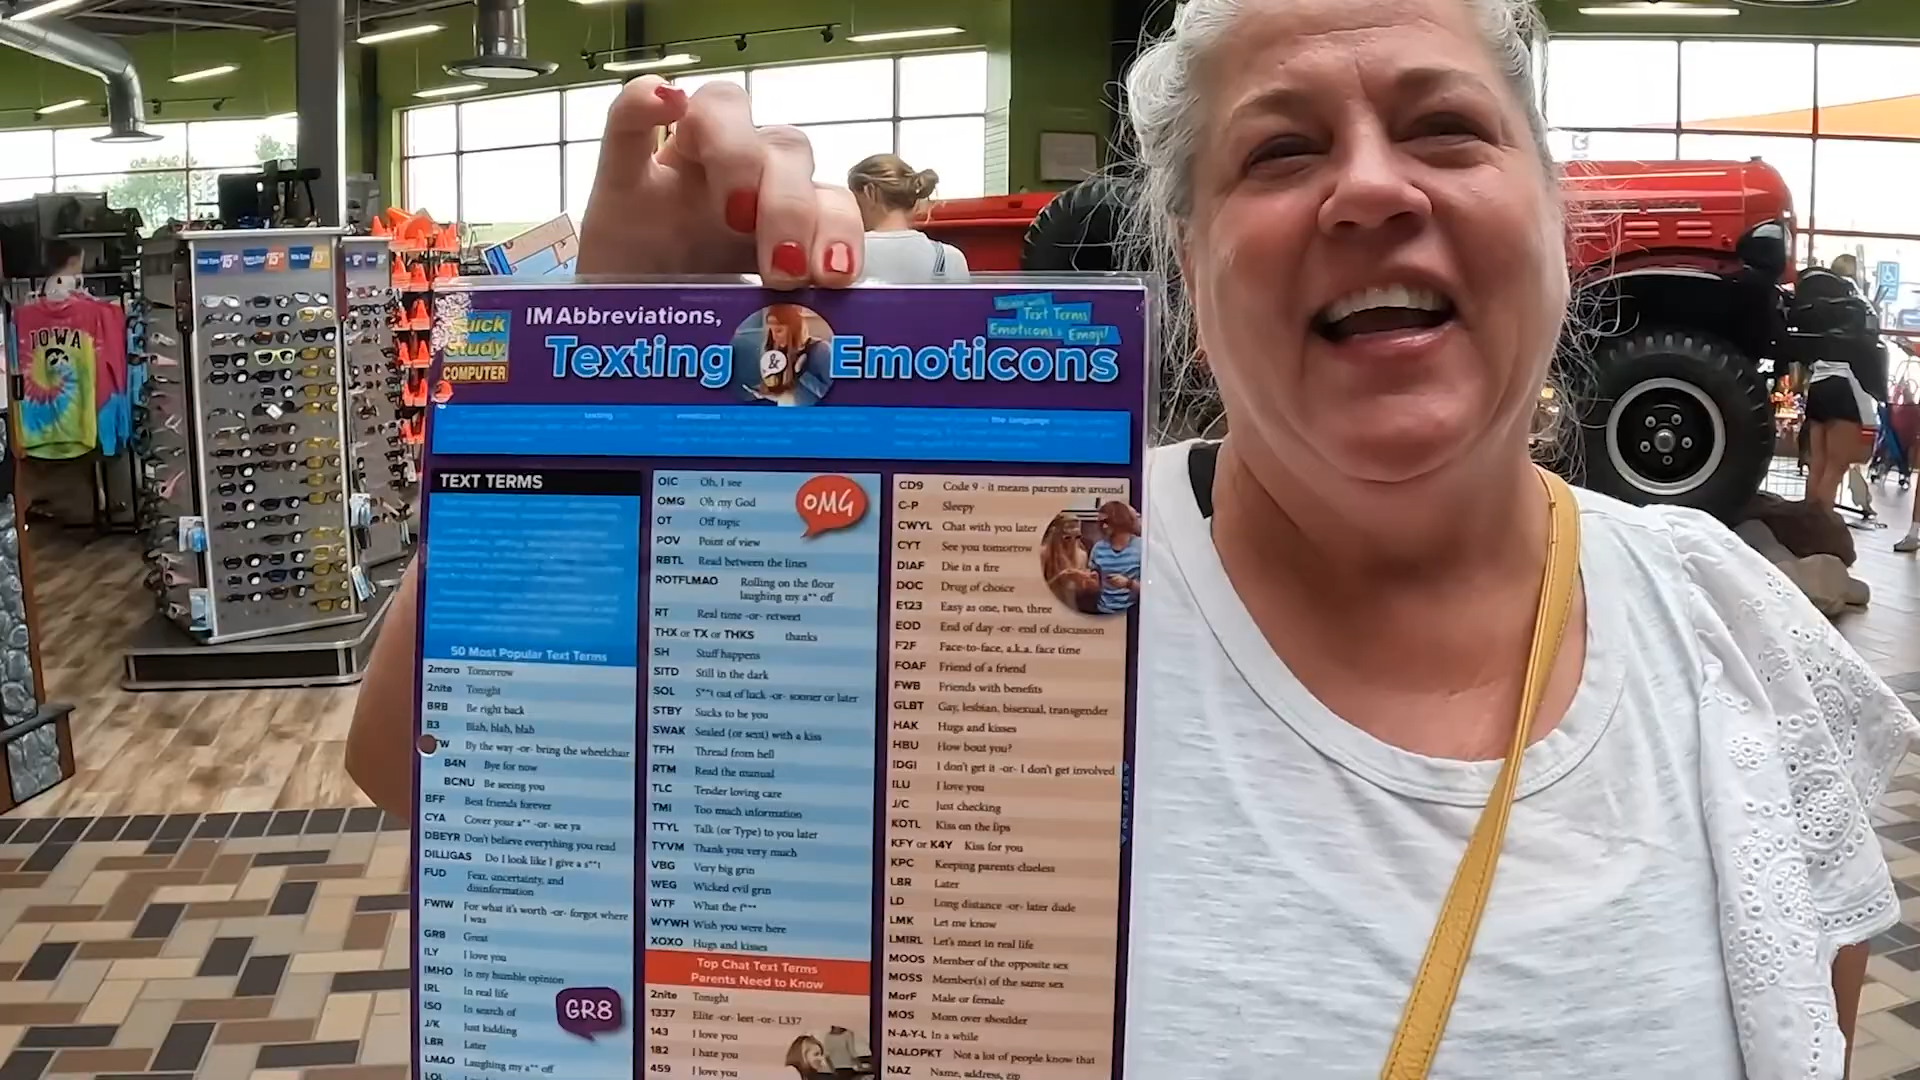 IOWA
Quick
Study
COMPUTER
IM Abbreviations,
Texting & Emoticons
Text Terms
Emoticons & Emoji
texting
emoticons
the language
TEXT TERMS
50 Most Popular Text Terms
2moro Tomorrow
2nite Tonight
BRB Be right back
B3 Blah, blah, blah
TW By the way -or- bring the wheelchair
B4N Bye for now
BCNU Be seeing you
BFF Best friends forever
CYA Cover your a** -or- see ya
DBEYR Don't believe everything you read
DILLIGAS Do I look like I give a s**t
FUD Fear, uncertainty, and
disinformation
FWIW For what it's worth -or- forgot where
I was
GR8 Great
ILY I love you
IMHO In my humble opinion
IRL In real life
ISO In search of
J/K Just kidding
L8R Later
LMAO Laughing my a** off
LOL
GR8
OIC Oh, I see
OMG Oh my God
OT Off topic
POV Point of view
RBTL Read between the lines
ROTFLMAO Rolling on the floor
laughing my a** off
RT Real time -or- retweet
THX or TX or THKS thanks
SH Stuff happens
SITD Still in the dark
SOL S**t out of luck -or- sooner or later
STBY Sucks to be you
SWAK Sealed (or sent) with a kiss
TFH Thread from hell
RTM Read the manual
TLC Tender loving care
TMI Too much information
TTYL Talk (or Type) to you later
TYVM Thank you very much
VBG Very big grin
WEG Wicked evil grin
WTF What the f***
WYWH Wish you were here
XOXO Hugs and kisses
OMG
Top Chat Text Terms
Parents Need to Know
2nite Tonight
1337 Elite -or- leet -or- L337
143 I love you
182 I hate you
459 I love you
CD9 Code 9 - it means parents are around
C-P Sleepy
CWYL Chat with you later
CYT See you tomorrow
DIAF Die in a fire
DOC Drug of choice
E123 Easy as one, two, three
EOD End of day -or- end of discussion
F2F Face-to-face, a.k.a. face time
FOAF Friend of a friend
FWB Friends with benefits
GLBT Gay, lesbian, bisexual, transgender
HAK Hugs and kisses
HBU How bout you?
IDGI I don't get it -or- I don't get involved
ILU I love you
J/C Just checking
KOTL Kiss on the lips
KFY or K4Y Kiss for you
KPC Keeping parents clueless
L8R Later
LD Long distance -or- later dude
LMK Let me know
LMIRL Let's meet in real life
MOOS Member of the opposite sex
MOSS Member(s) of the same sex
MorF Male or female
MOS Mom over shoulder
N-A-Y-L In a while
NALOPKT Not a lot of people know that
NAZ Name, address, zip